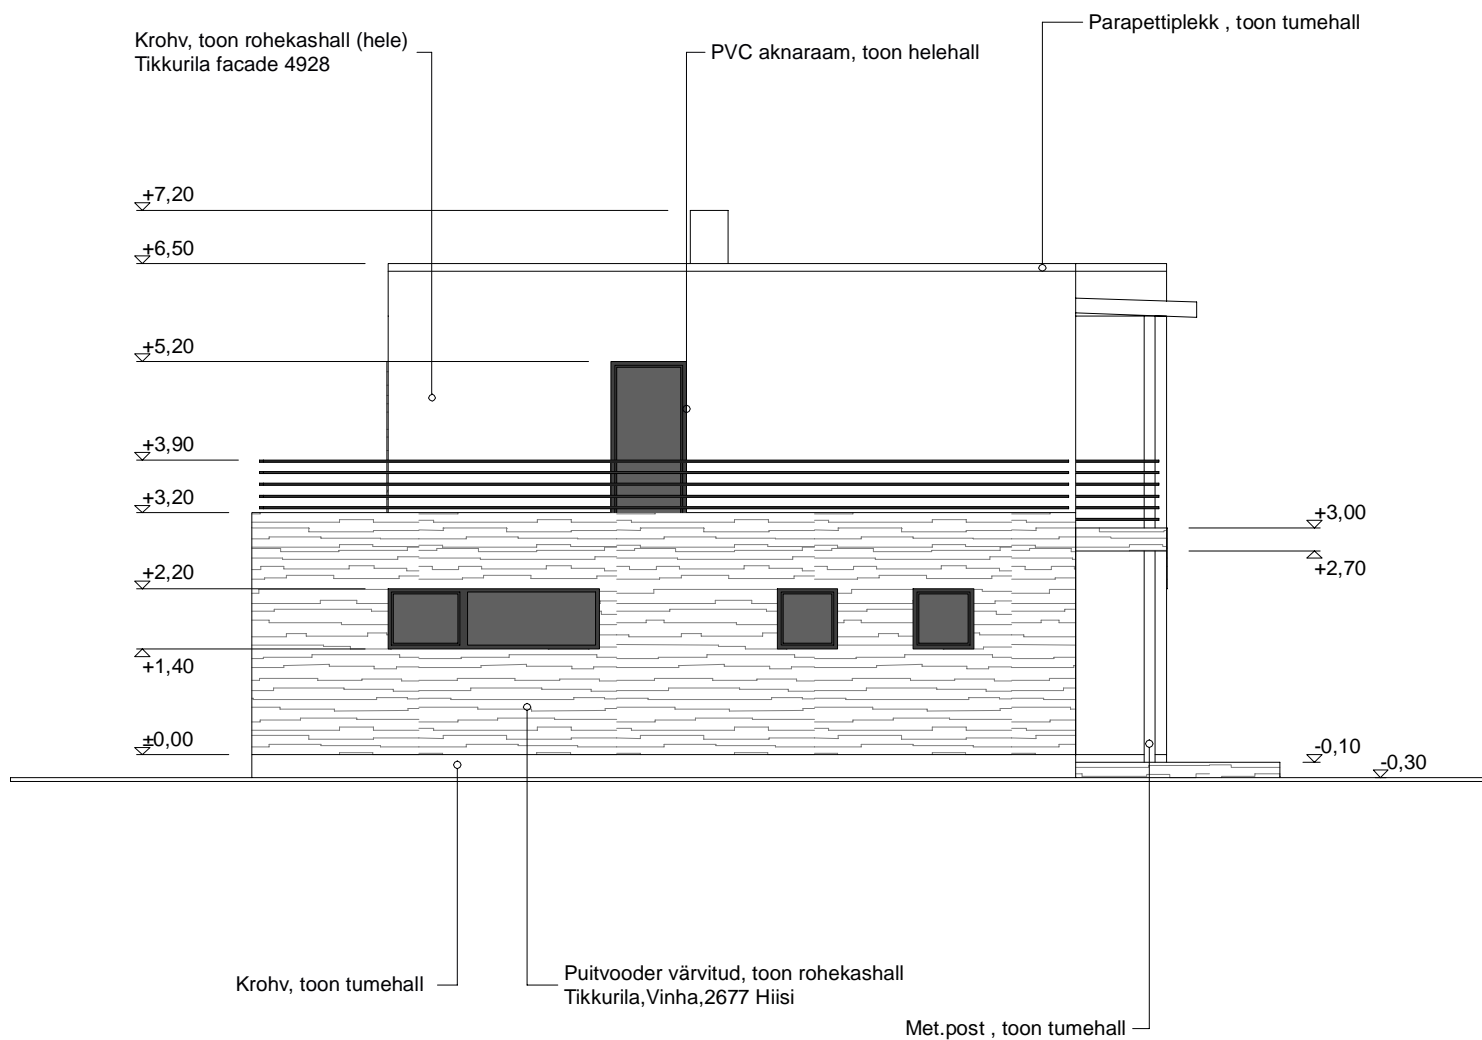 Parapettiplekk , toon tumehall
Krohv, toon rohekashall (hele)
Tikkurila facade 4928
PVC aknaraam, toon helehall
+7,20
+6,50
+5,20
+3,90
+3,20
+3,00
+2,70
+2,20
+1,40
±0,00
-0,10
-0,30
Krohv, toon tumehall
Puitvooder värvitud, toon rohekashall
Tikkurila,Vinha,2677 Hiisi
Met.post , toon tumehall